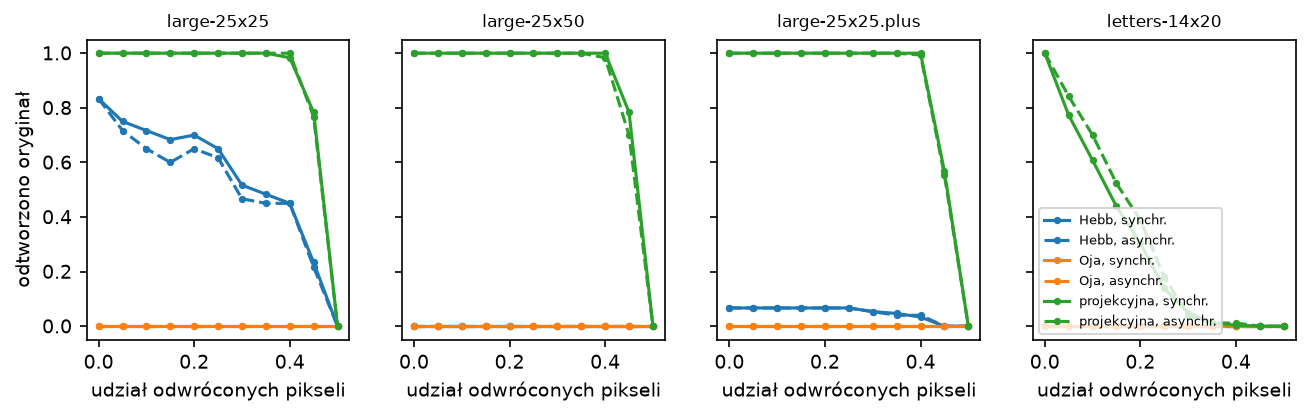 large-25x25
large-25x50
large-25x25.plus
letters-14x20
odtworzono oryginał
1.0
0.8
0.6
0.4
0.2
0.0
Hebb, synchr.
Hebb, asynchr.
Oja, synchr.
Oja, asynchr.
projekcyjna, synchr.
projekcyjna, asynchr.
0.0 0.2 0.4
0.0 0.2 0.4
0.0 0.2 0.4
0.0 0.2 0.4
udział odwróconych pikseli
udział odwróconych pikseli
udział odwróconych pikseli
udział odwróconych pikseli